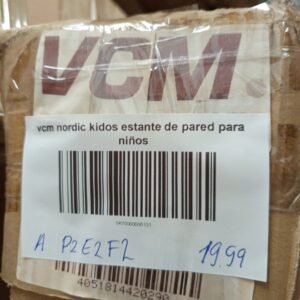 VCM
vcm nordic kidos estante de pared para
niños
A P2E2F2 19,99
4051814420290